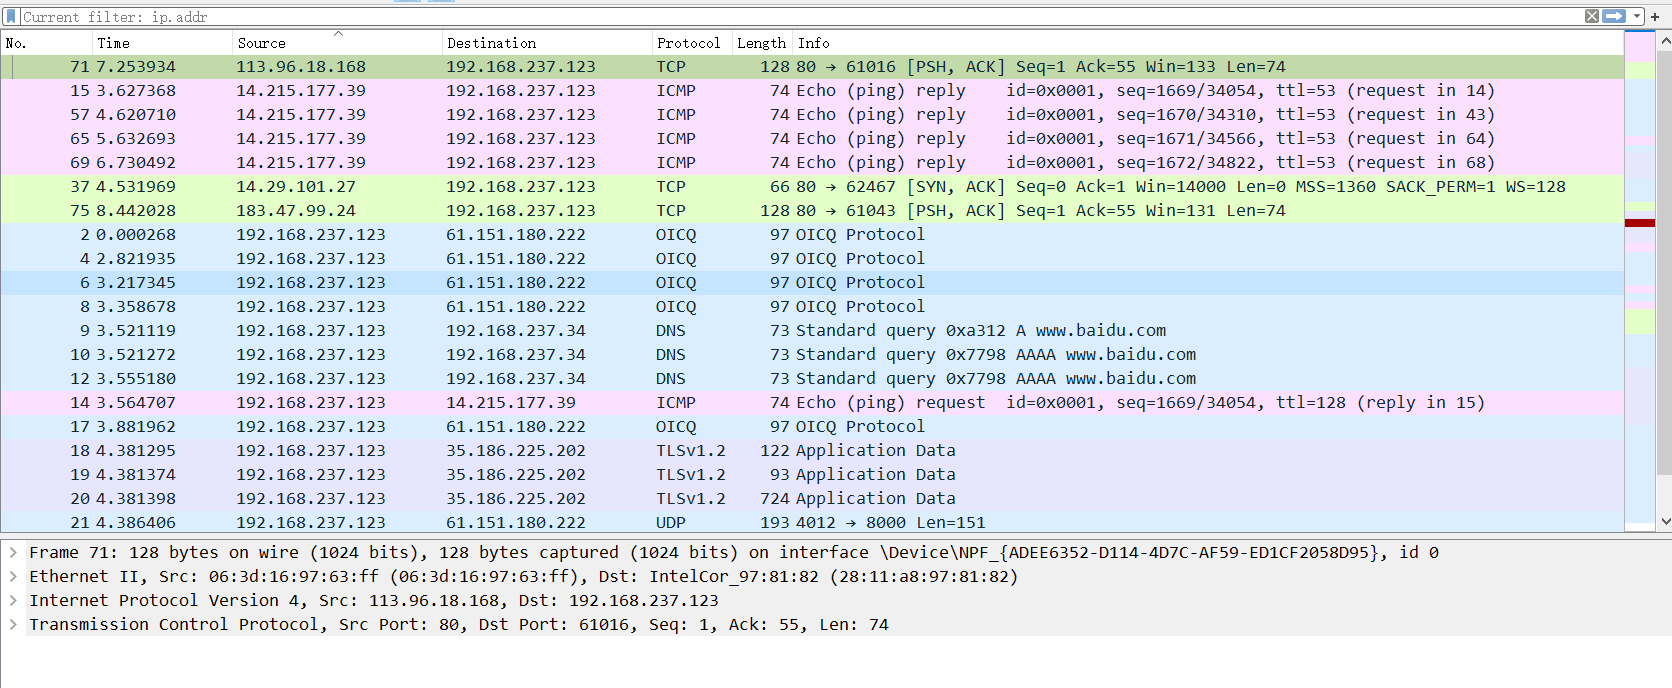 Current filter: ip.addr
No. Time Source Destination Protocol Length Info
71 7.253934 113.96.18.168 192.168.237.123 TCP 128 80 → 61016 [PSH, ACK] Seq=1 Ack=55 Win=133 Len=74
15 3.627368 14.215.177.39 192.168.237.123 ICMP 74 Echo (ping) reply id=0x0001, seq=1669/34054, ttl=53 (request in 14)
57 4.620710 14.215.177.39 192.168.237.123 ICMP 74 Echo (ping) reply id=0x0001, seq=1670/34310, ttl=53 (request in 43)
65 5.632693 14.215.177.39 192.168.237.123 ICMP 74 Echo (ping) reply id=0x0001, seq=1671/34566, ttl=53 (request in 64)
69 6.730492 14.215.177.39 192.168.237.123 ICMP 74 Echo (ping) reply id=0x0001, seq=1672/34822, ttl=53 (request in 68)
37 4.531969 14.29.101.27 192.168.237.123 TCP 66 80 → 62467 [SYN, ACK] Seq=0 Ack=1 Win=14000 Len=0 MSS=1360 SACK_PERM=1 WS=128
75 8.442028 183.47.99.24 192.168.237.123 TCP 128 80 → 61043 [PSH, ACK] Seq=1 Ack=55 Win=131 Len=74
2 0.000268 192.168.237.123 61.151.180.222 OICQ 97 OICQ Protocol
4 2.821935 192.168.237.123 61.151.180.222 OICQ 97 OICQ Protocol
6 3.217345 192.168.237.123 61.151.180.222 OICQ 97 OICQ Protocol
8 3.358678 192.168.237.123 61.151.180.222 OICQ 97 OICQ Protocol
9 3.521119 192.168.237.123 192.168.237.34 DNS 73 Standard query 0xa312 A www.baidu.com
10 3.521272 192.168.237.123 192.168.237.34 DNS 73 Standard query 0x7798 AAAA www.baidu.com
12 3.555180 192.168.237.123 192.168.237.34 DNS 73 Standard query 0x7798 AAAA www.baidu.com
14 3.564707 192.168.237.123 14.215.177.39 ICMP 74 Echo (ping) request id=0x0001, seq=1669/34054, ttl=128 (reply in 15)
17 3.881962 192.168.237.123 61.151.180.222 OICQ 97 OICQ Protocol
18 4.381295 192.168.237.123 35.186.225.202 TLSv1.2 122 Application Data
19 4.381374 192.168.237.123 35.186.225.202 TLSv1.2 93 Application Data
20 4.381398 192.168.237.123 35.186.225.202 TLSv1.2 724 Application Data
21 4.386406 192.168.237.123 61.151.180.222 UDP 193 4012 → 8000 Len=151
Frame 71: 128 bytes on wire (1024 bits), 128 bytes captured (1024 bits) on interface \Device\NPF_{ADEE6352-D114-4D7C-AF59-ED1CF2058D95}, id 0
Ethernet II, Src: 06:3d:16:97:63:ff (06:3d:16:97:63:ff), Dst: IntelCor_97:81:82 (28:11:a8:97:81:82)
Internet Protocol Version 4, Src: 113.96.18.168, Dst: 192.168.237.123
Transmission Control Protocol, Src Port: 80, Dst Port: 61016, Seq: 1, Ack: 55, Len: 74